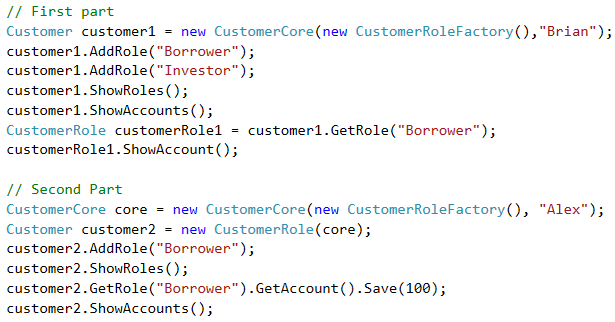 // First part
Customer customer1 = new CustomerCore(new CustomerRoleFactory(),"Brian");
customer1.AddRole("Borrower");
customer1.AddRole("Investor");
customer1.ShowRoles();
customer1.ShowAccounts();
CustomerRole customerRole1 = customer1.GetRole("Borrower");
customerRole1.ShowAccount();

// Second Part
CustomerCore core = new CustomerCore(new CustomerRoleFactory(), "Alex");
Customer customer2 = new CustomerRole(core);
customer2.AddRole("Borrower");
customer2.ShowRoles();
customer2.GetRole("Borrower").GetAccount().Save(100);
customer2.ShowAccounts();